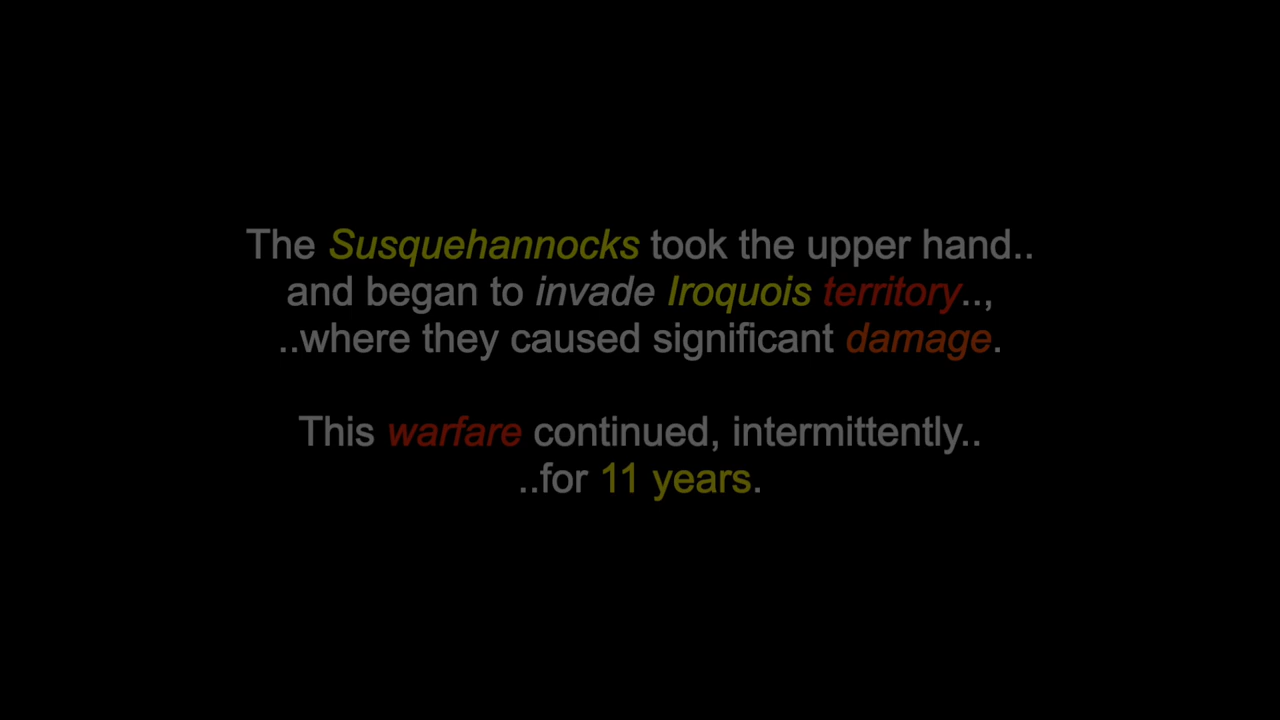 The Susquehannocks took the upper hand..
and began to invade Iroquois territory..,
..where they caused significant damage.
This warfare continued, intermittently..
..for 11 years.